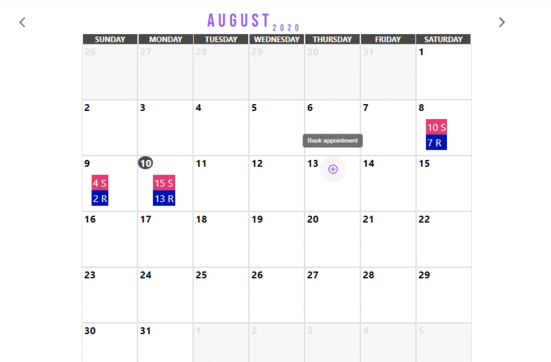 AUGUST
2020
SUNDAY MONDAY TUESDAY WEDNESDAY THURSDAY FRIDAY SATURDAY
26 27 28 29 30 31 1
2 3 4 5 6 7 8
Book appointment
10 S
7 R
9 10 11 12 13 14 15
4 S 15 S
2 R 13 R
16 17 18 19 20 21 22
23 24 25 26 27 28 29
30 31 1 2 3 4 5